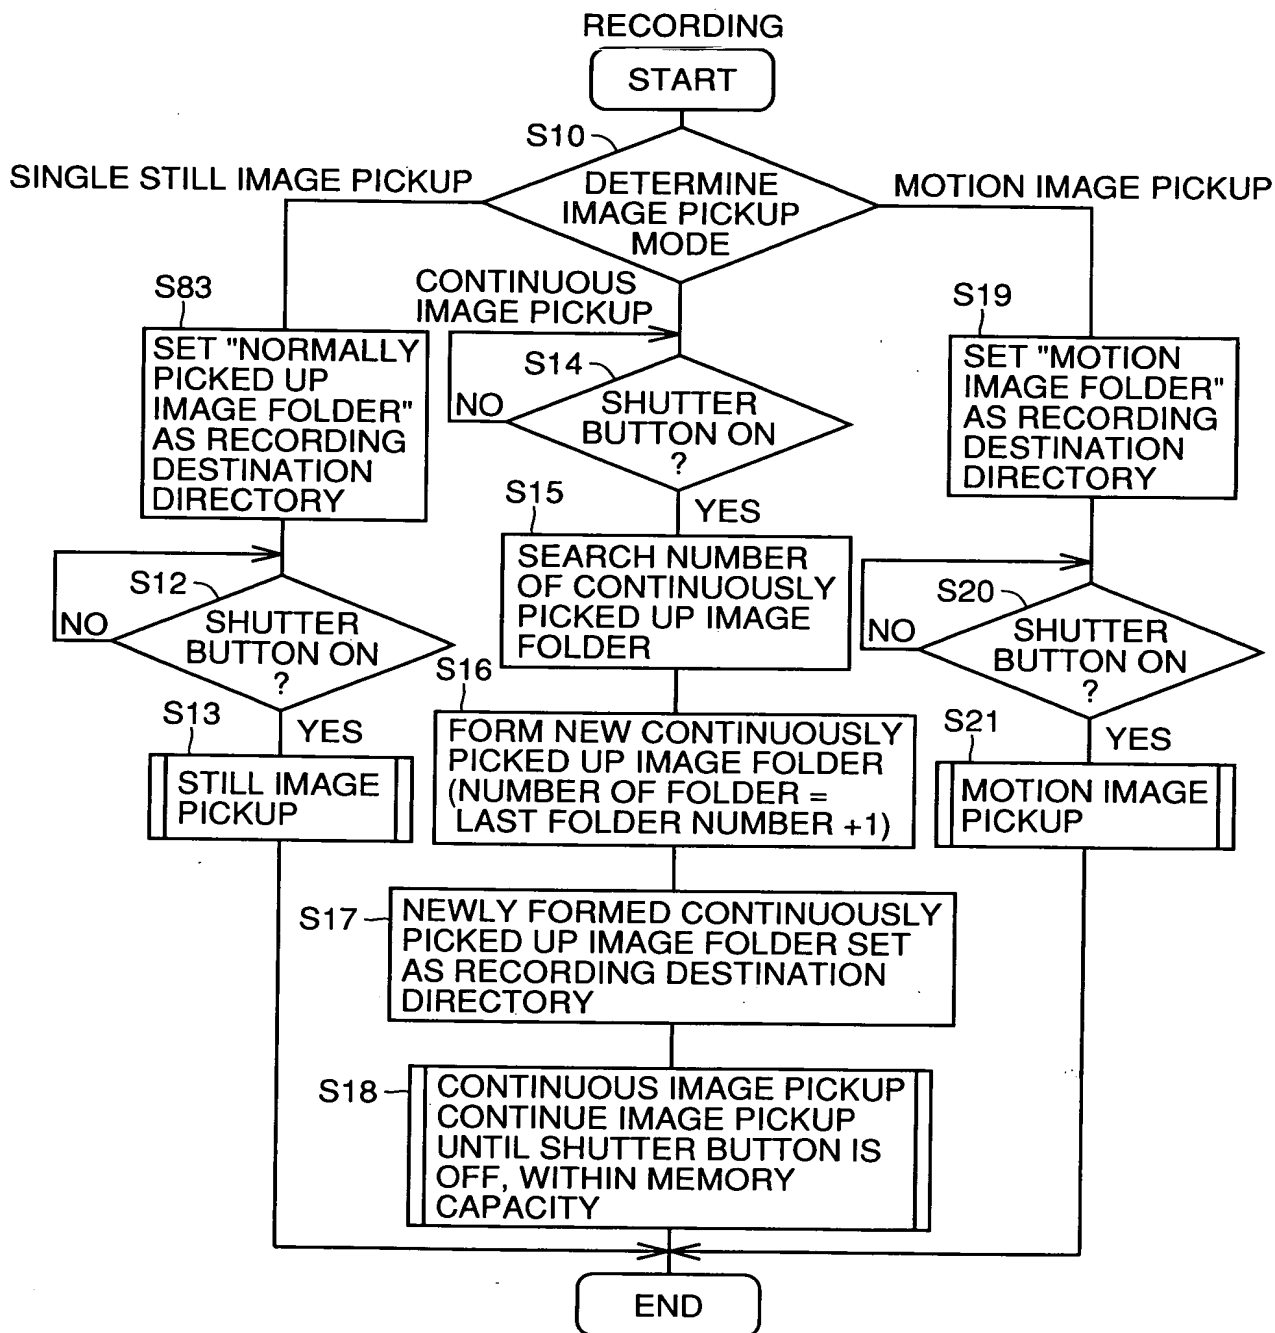 RECORDING
START
S10
DETERMINE
IMAGE PICKUP
MODE
SINGLE STILL IMAGE PICKUP
MOTION IMAGE PICKUP
CONTINUOUS
IMAGE PICKUP
S83
SET "NORMALLY
PICKED UP
IMAGE FOLDER"
AS RECORDING
DESTINATION
DIRECTORY
S12
NO
SHUTTER
BUTTON ON
?
YES
S13
STILL IMAGE
PICKUP
S14
NO
SHUTTER
BUTTON ON
?
YES
S15
SEARCH NUMBER
OF CONTINUOUSLY
PICKED UP IMAGE
FOLDER
S16
FORM NEW CONTINUOUSLY
PICKED UP IMAGE FOLDER
(NUMBER OF FOLDER =
LAST FOLDER NUMBER +1)
S17
NEWLY FORMED CONTINUOUSLY
PICKED UP IMAGE FOLDER SET
AS RECORDING DESTINATION
DIRECTORY
S18
CONTINUOUS IMAGE PICKUP
CONTINUE IMAGE PICKUP
UNTIL SHUTTER BUTTON IS
OFF, WITHIN MEMORY
CAPACITY
S19
SET "MOTION
IMAGE FOLDER"
AS RECORDING
DESTINATION
DIRECTORY
S20
NO
SHUTTER
BUTTON ON
?
YES
S21
MOTION IMAGE
PICKUP
END